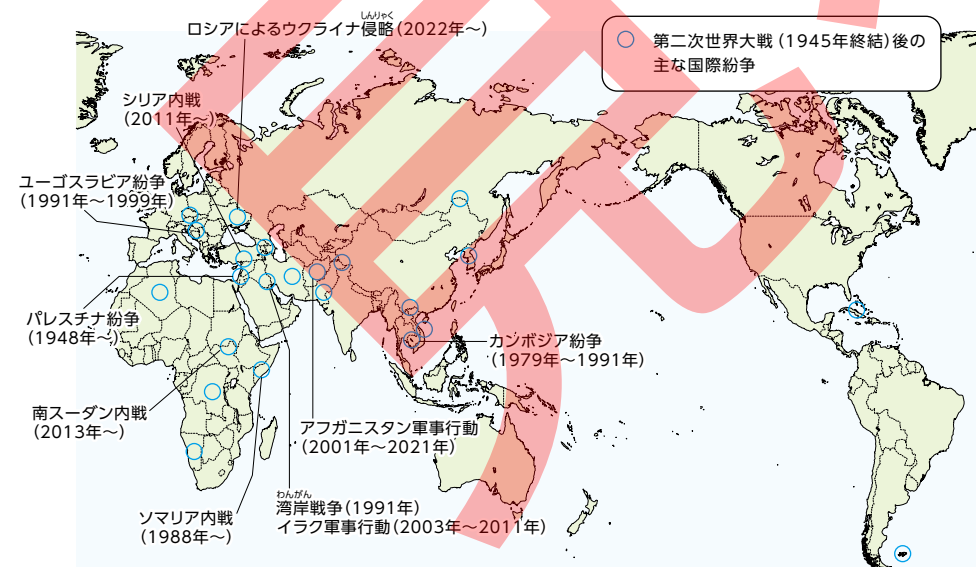 しんりゃく
ロシアによるウクライナ侵略(2022年～)
第二次世界大戦(1945年終結)後の
主な国際紛争
シリア内戦
(2011年～)
ユーゴスラビア紛争
(1991年～1999年)
パレスチナ紛争
(1948年～)
カンボジア紛争
(1979年～1991年)
南スーダン内戦
(2013年～)
アフガニスタン軍事行動
(2001年～2021年)
わんがん
湾岸戦争(1991年)
イラク軍事行動(2003年～2011年)
ソマリア内戦
(1988年～)